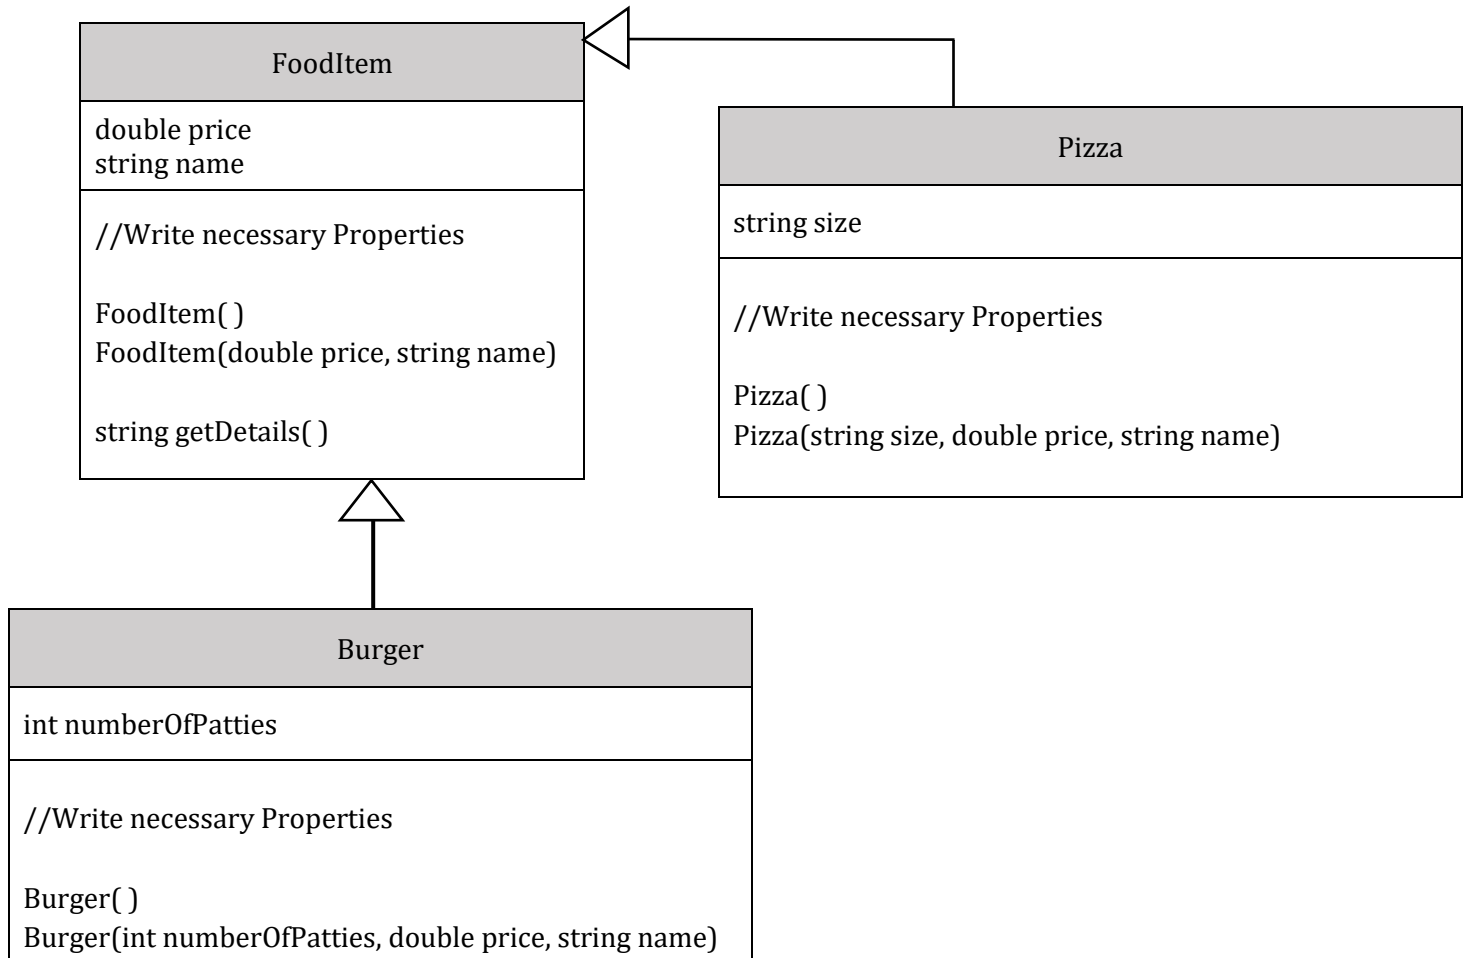 FoodItem
double price
string name
//Write necessary Properties
FoodItem( )
FoodItem(double price, string name)
string getDetails( )
Pizza
string size
//Write necessary Properties
Pizza( )
Pizza(string size, double price, string name)
Burger
int numberOfPatties
//Write necessary Properties
Burger( )
Burger(int numberOfPatties, double price, string name)